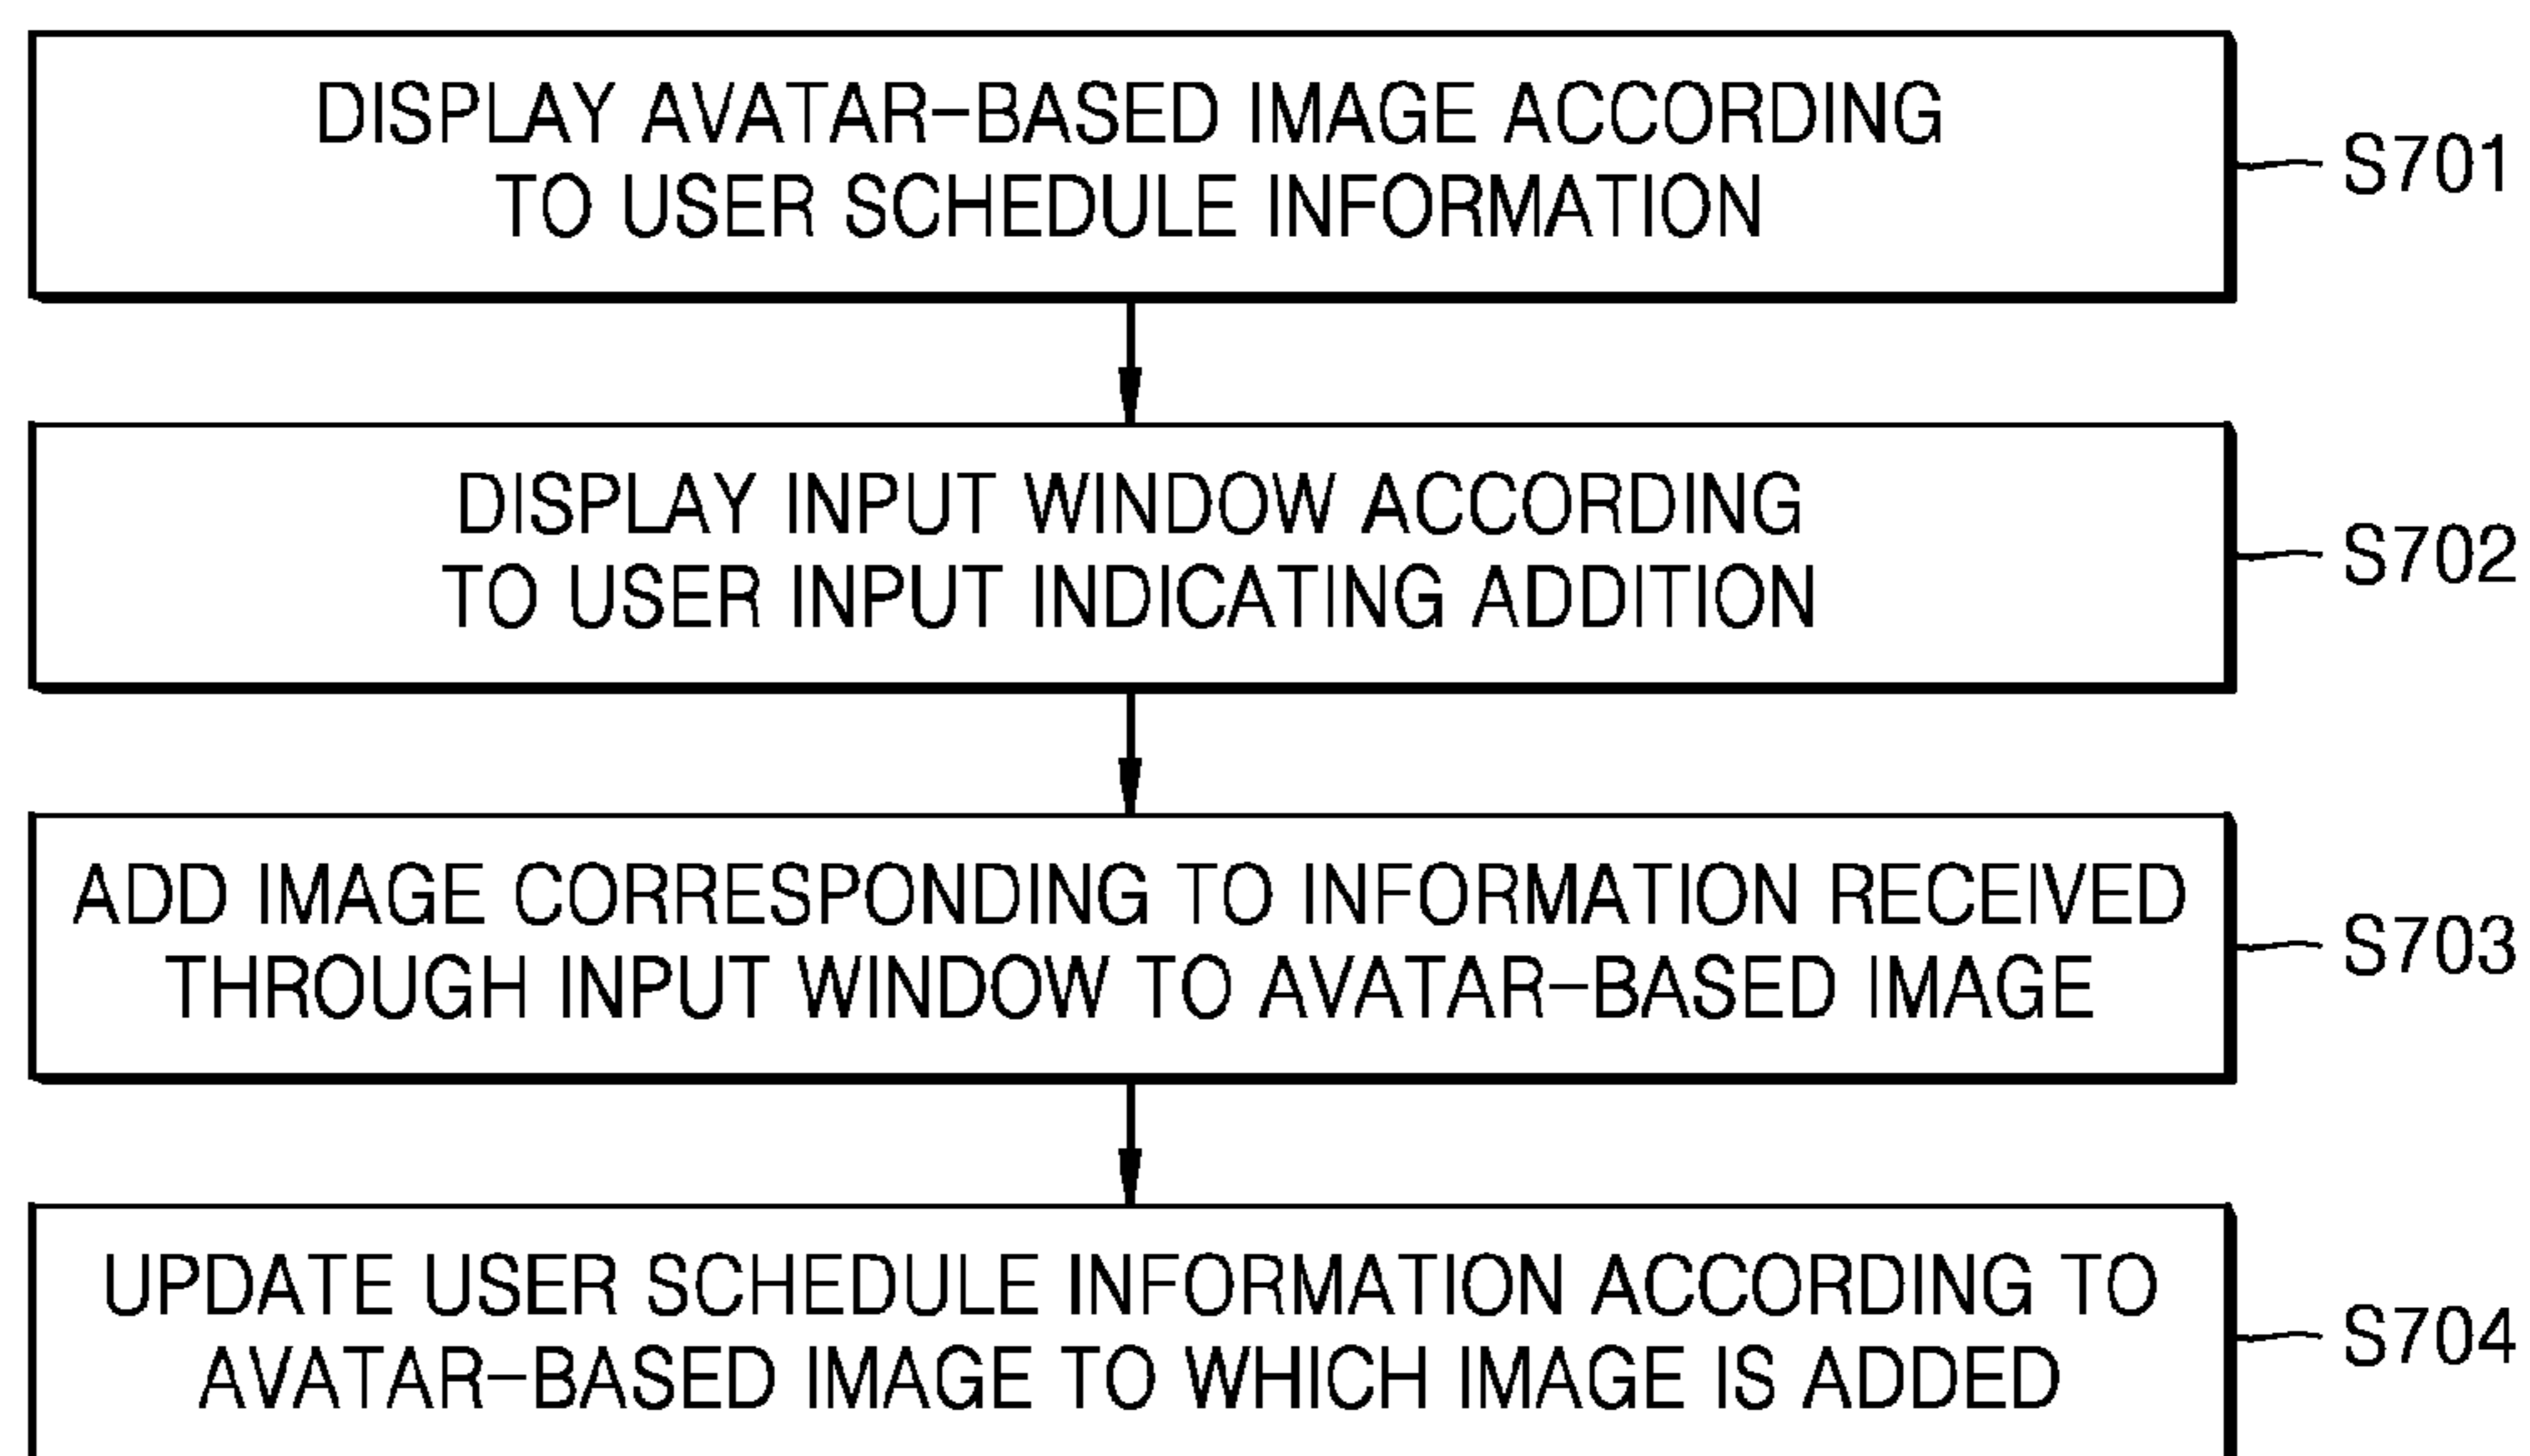 DISPLAY AVATAR-BASED IMAGE ACCORDING
TO USER SCHEDULE INFORMATION
S701
DISPLAY INPUT WINDOW ACCORDING
TO USER INPUT INDICATING ADDITION
S702
ADD IMAGE CORRESPONDING TO INFORMATION RECEIVED
THROUGH INPUT WINDOW TO AVATAR-BASED IMAGE
S703
UPDATE USER SCHEDULE INFORMATION ACCORDING TO
AVATAR-BASED IMAGE TO WHICH IMAGE IS ADDED
S704